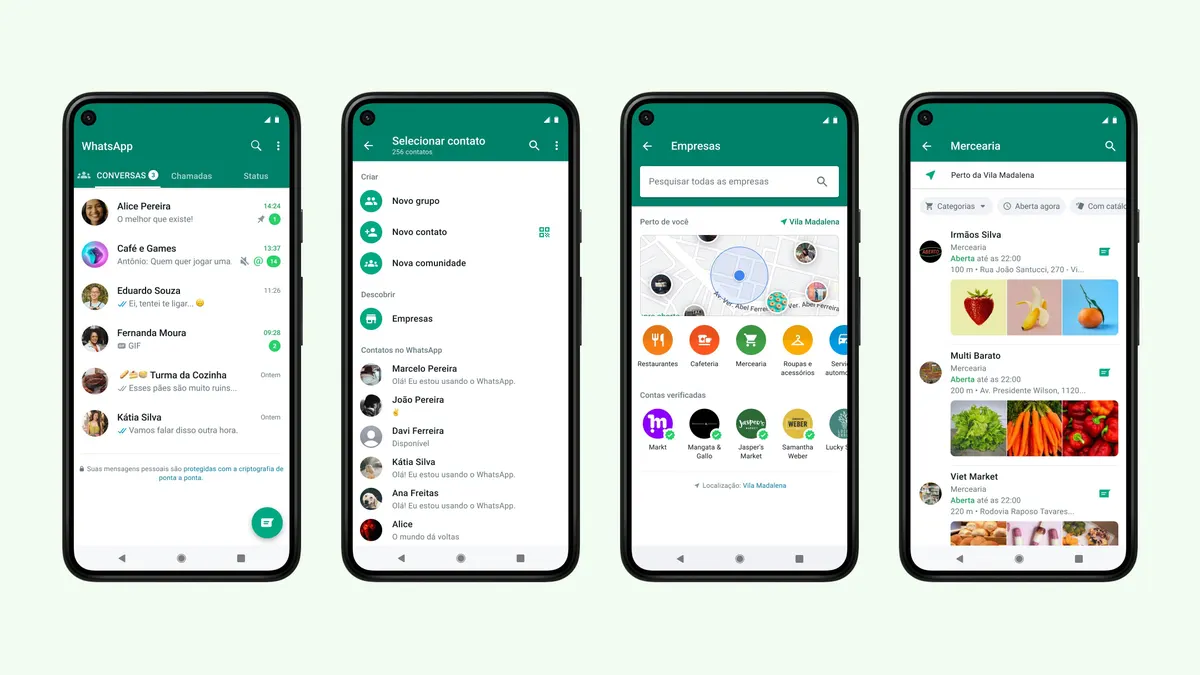 WhatsApp
CONVERSAS 3
Chamadas
Status
Alice Pereira
14:24
O melhor que existe!
1
Café e Games
13:37
Antônio: Quem quer jogar uma.
@ 14
Eduardo Souza
11:26
Ei, tentei te ligar... 😊
Fernanda Moura
09:28
GIF
2
Turma da Cozinha
Ontem
Esses pães são muito ruins...
Kátia Silva
Ontem
Vamos falar disso outra hora.
Suas mensagens pessoais são protegidas com a criptografia de
ponta a ponta.
Selecionar contato
256 contatos
Criar
Novo grupo
Novo contato
Nova comunidade
Descobrir
Empresas
Contatos no WhatsApp
Marcelo Pereira
Olá! Eu estou usando o WhatsApp.
João Pereira
✌
Davi Ferreira
Disponível
Kátia Silva
Olá! Eu estou usando o WhatsApp.
Ana Freitas
Olá! Eu estou usando o WhatsApp.
Alice
O mundo dá voltas
Empresas
Pesquisar todas as empresas
Perto de você
Vila Madalena
Av. Ver. Abel Ferre
Ver. Abel Ferreira
Restaurantes
Cafeteria
Mercearia
Roupas e
acessórios
Servi
automo
Contas verificadas
Markt
Mangata &
Gallo
Jasper's
Market
Samantha
Weber
Lucky S
Localização: Vila Madalena
Mercearia
Perto da Vila Madalena
Categorias
Aberta agora
Com catálo
Irmãos Silva
Mercearia
Aberta até as 22:00
100 m • Rua João Santucci, 270 - Vi...
Multi Barato
Mercearia
Aberta até as 22:00
200 m • Av. Presidente Wilson, 1120...
Viet Market
Mercearia
Aberta até as 22:00
220 m • Rodovia Raposo Tavares...